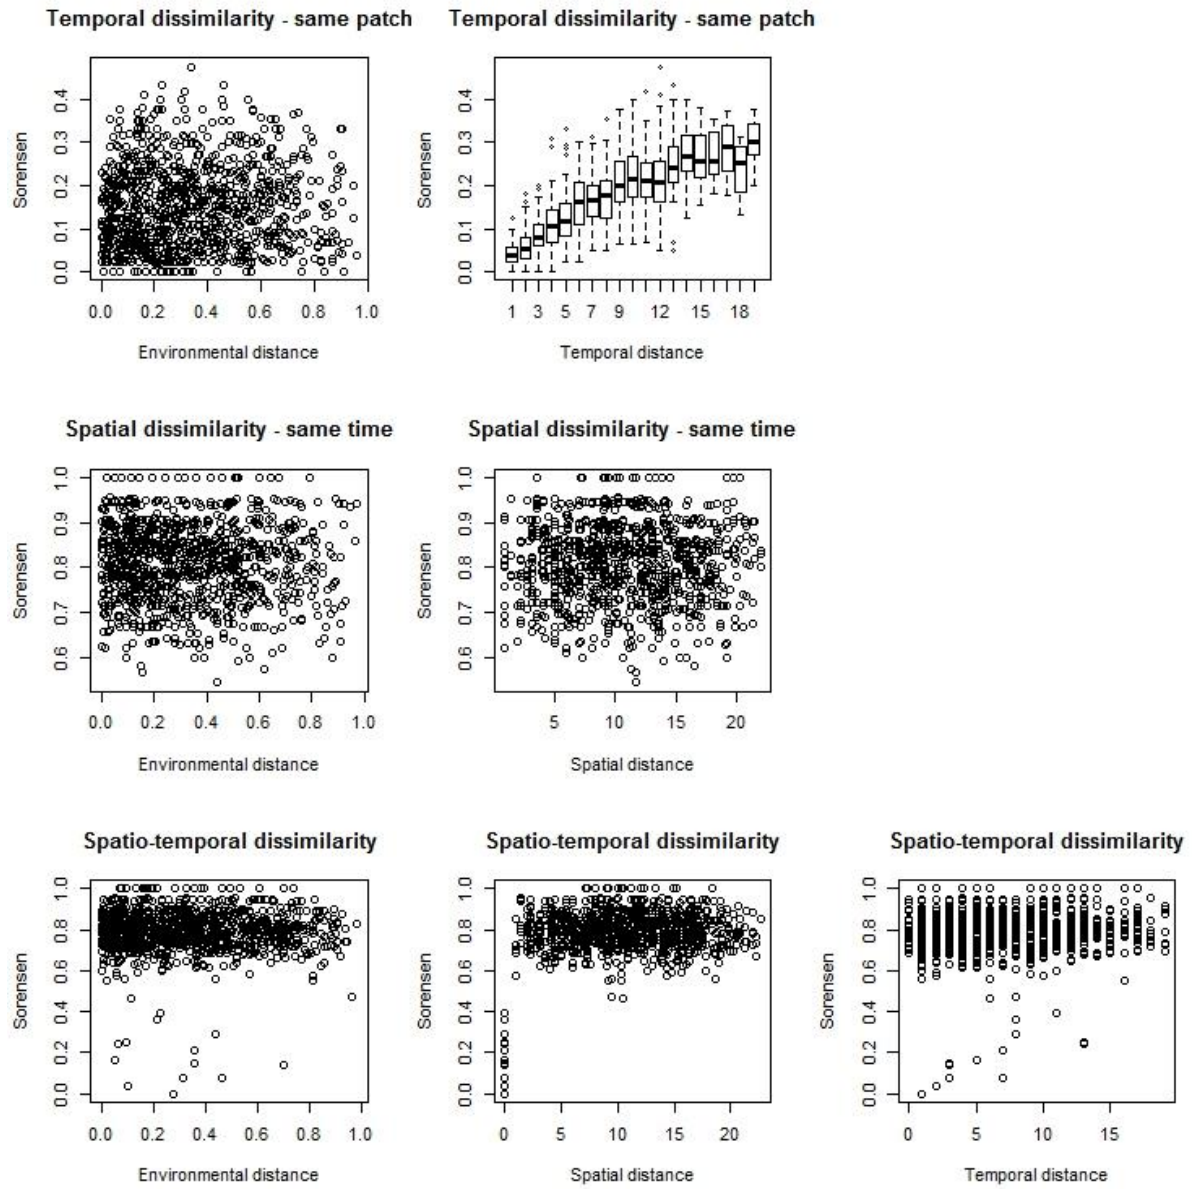 Temporal dissimilarity - same patch
Sorensen
0.0 0.1 0.2 0.3 0.4
0.0 0.2 0.4 0.6 0.8 1.0
Environmental distance
Temporal dissimilarity - same patch
Sorensen
0.0 0.1 0.2 0.3 0.4
1 3 5 7 9 12 15 18
Temporal distance
Spatial dissimilarity - same time
Sorensen
0.6 0.7 0.8 0.9 1.0
0.0 0.2 0.4 0.6 0.8 1.0
Environmental distance
Spatial dissimilarity - same time
Sorensen
0.6 0.7 0.8 0.9 1.0
5 10 15 20
Spatial distance
Spatio-temporal dissimilarity
Sorensen
0.0 0.2 0.4 0.6 0.8 1.0
0.0 0.2 0.4 0.6 0.8 1.0
Environmental distance
Spatio-temporal dissimilarity
Sorensen
0.0 0.2 0.4 0.6 0.8 1.0
0 5 10 15 20
Spatial distance
Spatio-temporal dissimilarity
Sorensen
0.0 0.2 0.4 0.6 0.8 1.0
0 5 10 15
Temporal distance